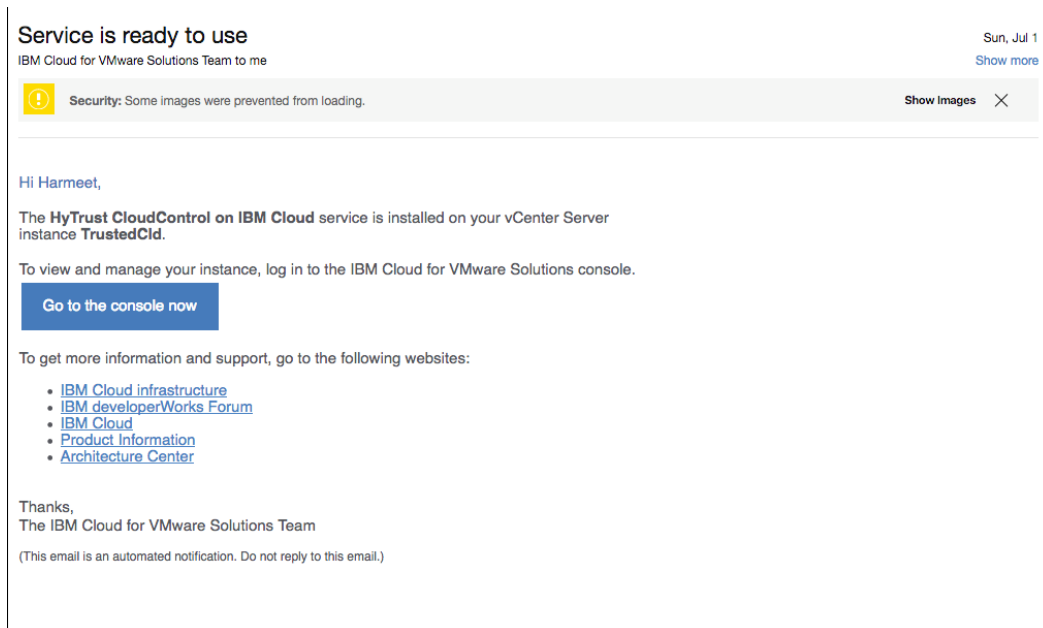 Service is ready to use
Sun, Jul 1
IBM Cloud for VMware Solutions Team to me
Show more
Security: Some images were prevented from loading.
Show Images
Hi Harmeet,
The HyTrust CloudControl on IBM Cloud service is installed on your vCenter Server
instance TrustedCld.
To view and manage your instance, log in to the IBM Cloud for VMware Solutions console.
Go to the console now
To get more information and support, go to the following websites:
• IBM Cloud infrastructure
• IBM developerWorks Forum
• IBM Cloud
• Product Information
• Architecture Center
Thanks,
The IBM Cloud for VMware Solutions Team
(This email is an automated notification. Do not reply to this email.)